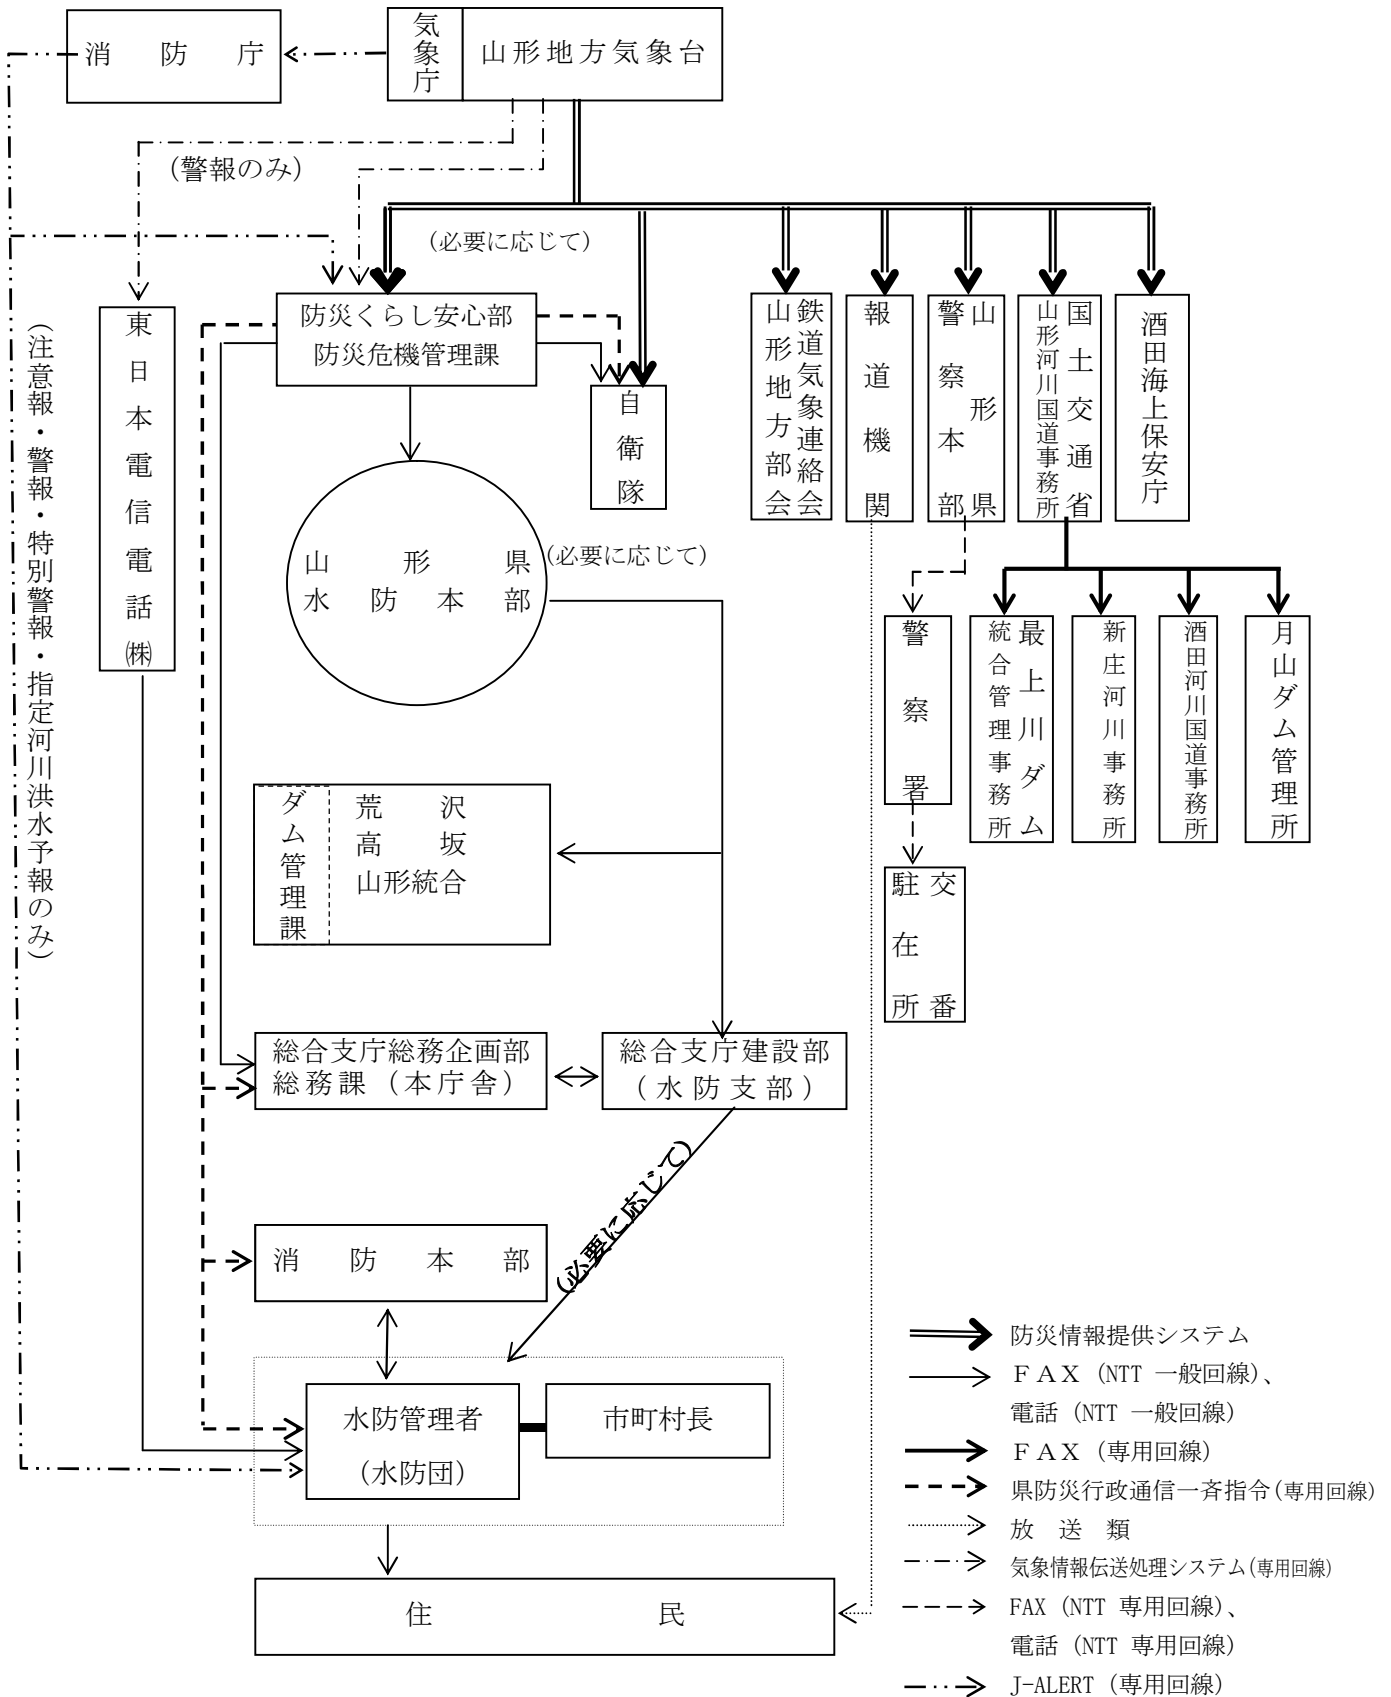 消防庁
気象庁
山形地方気象台
(警報のみ)
(必要に応じて)
(注意報・警報・特別警報・指定河川洪水予報のみ)
東日本電信電話㈱
防災くらし安心部
防災危機管理課
自衛隊
鉄道気象連絡会
山形地方部会
報道機関
山形県
警察本部
国土交通省
山形河川国道事務所
酒田海上保安庁
山形県
水防本部
(必要に応じて)
警察署
最上川ダム
統合管理事務所
新庄河川事務所
酒田河川国道事務所
月山ダム管理所
交番
駐在所
ダム管理課
荒沢
高坂
山形統合
総合支庁総務企画部
総務課（本庁舎）
総合支庁建設部
（水防支部）
(必要に応じて)
消防本部
水防管理者
(水防団)
市町村長
住民
防災情報提供システム
ＦＡＸ (NTT 一般回線)、
電話 (NTT 一般回線)
ＦＡＸ (専用回線)
県防災行政通信一斉指令(専用回線)
放送類
気象情報伝送処理システム(専用回線)
FAX (NTT 専用回線)、
電話 (NTT 専用回線)
J-ALERT (専用回線)